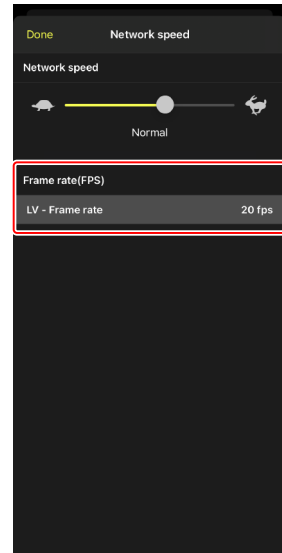 Done Network speed
Network speed
Normal
Frame rate(FPS)
LV - Frame rate 20 fps